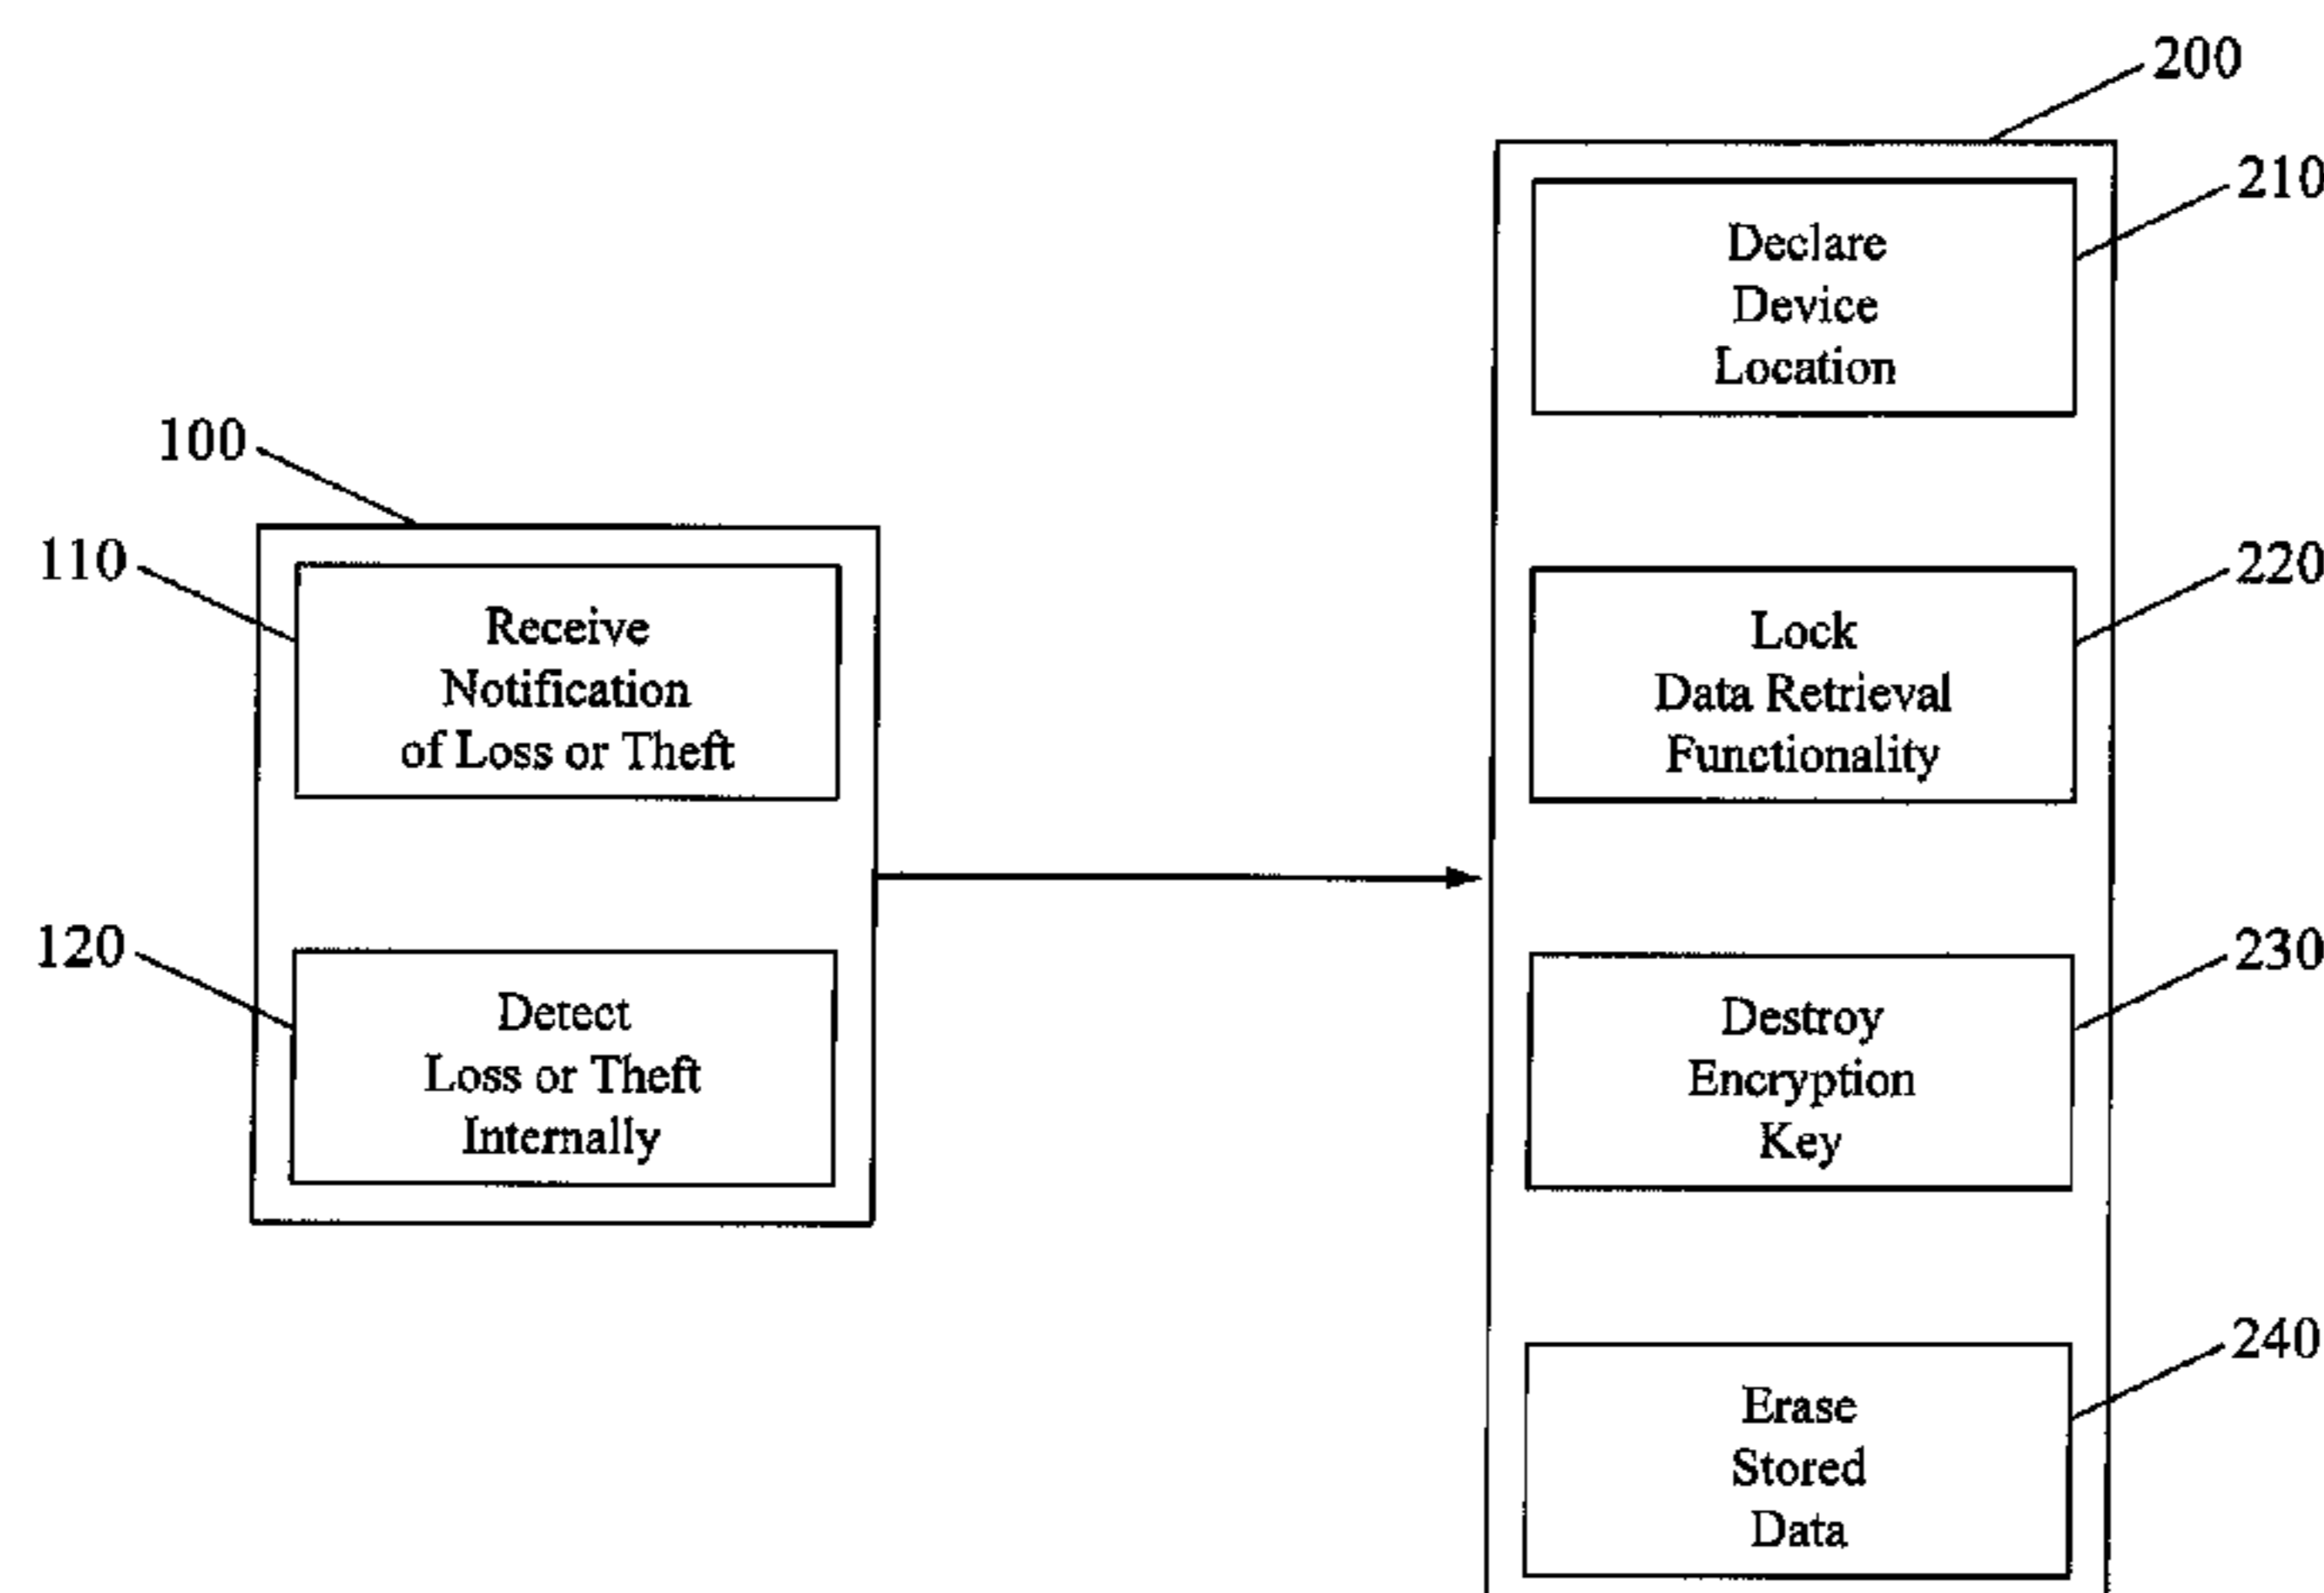 200
210
Declare
Device
Location
100
110
Receive
Notification
of Loss or Theft
220
Lock
Data Retrieval
Functionality
120
Detect
Loss or Theft
Internally
230
Destroy
Encryption
Key
240
Erase
Stored
Data